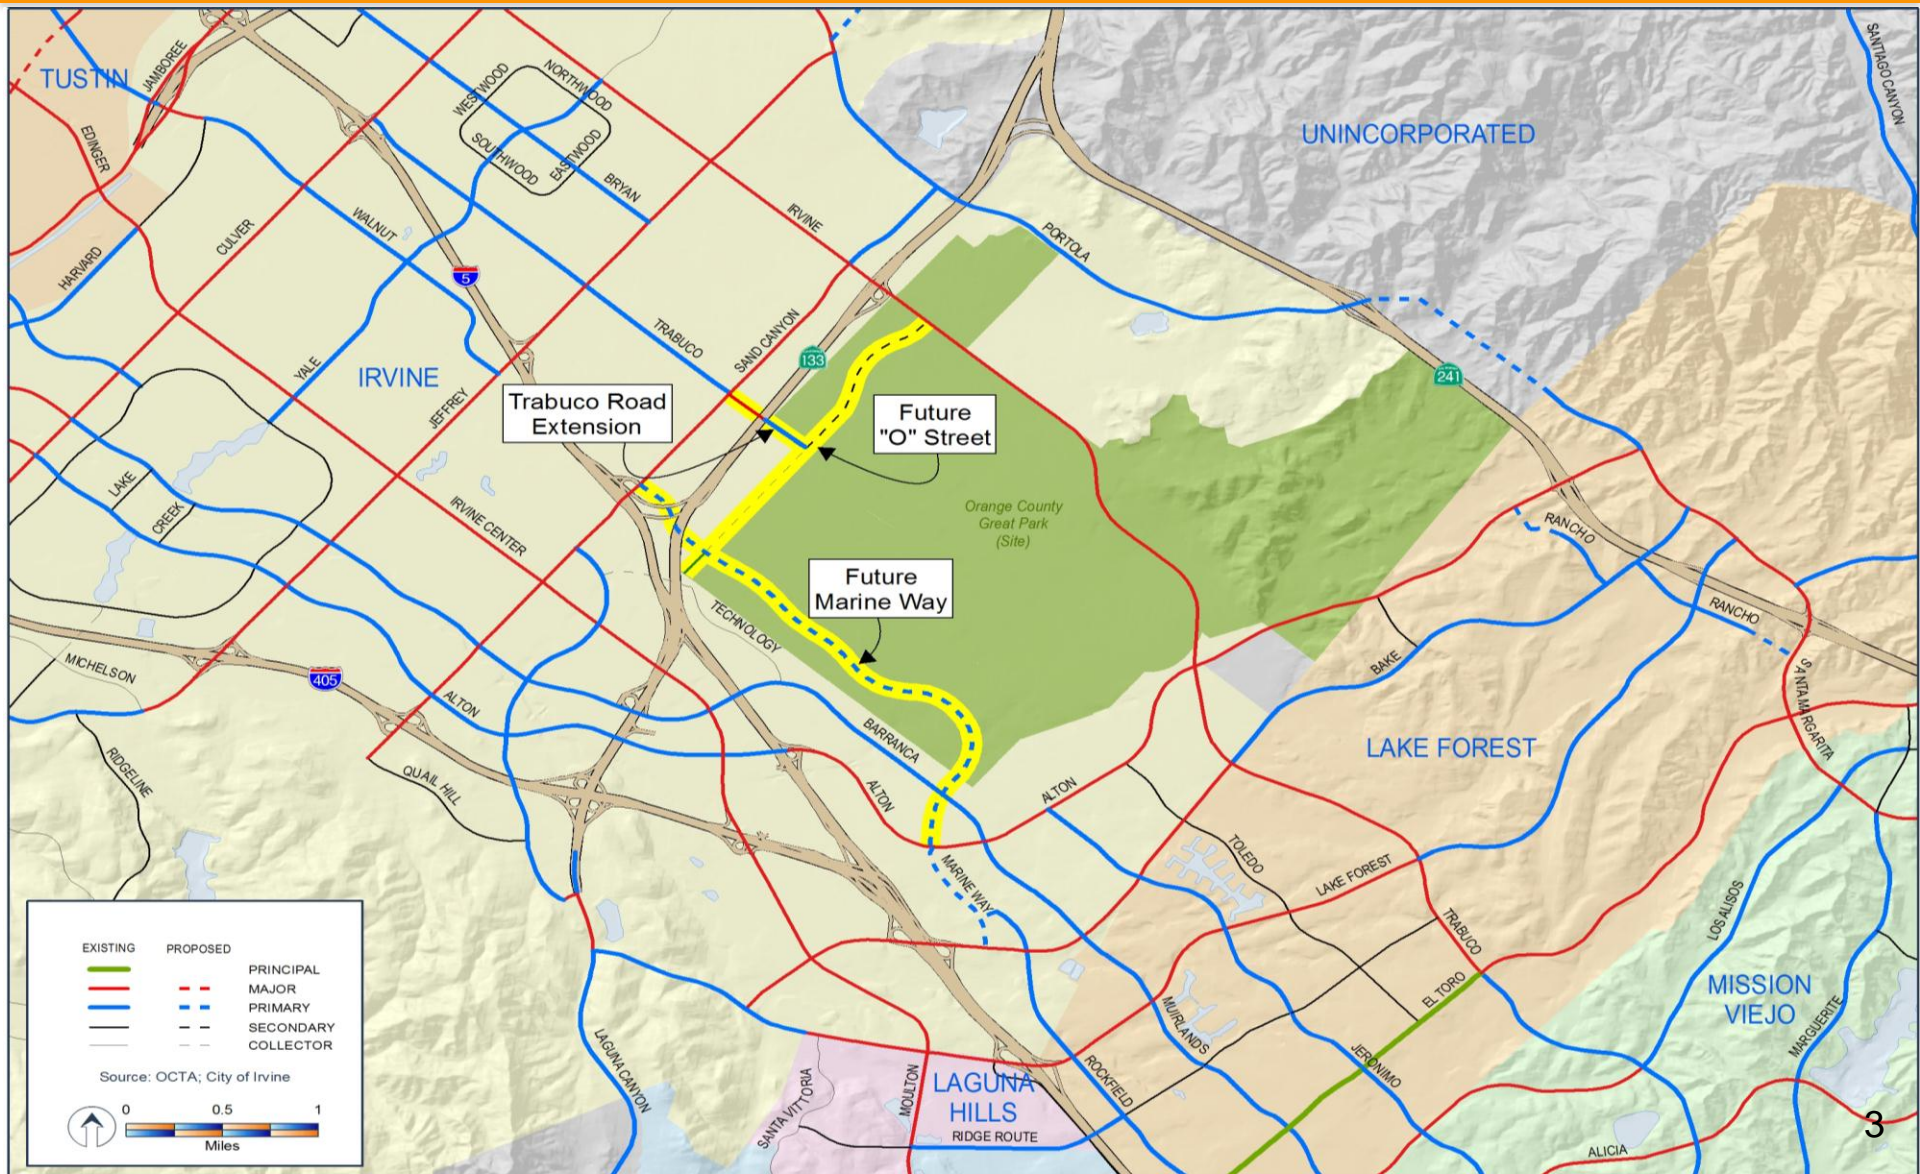 TUSTIN
JAMBOREE
EDINGER
HARVARD
CULVER
WALNUT
WESTWOOD
NORTHWOOD
SOUTHWOOD
EASTWOOD
BRYAN
IRVINE
5
YALE
IRVINE
JEFFREY
TRABUCO
SAND CANYON
133
PORTOLA
UNINCORPORATED
SANTIAGO CANYON
241
Trabuco Road
Extension
Future
"O" Street
Orange County
Great Park
(Site)
Future
Marine Way
LAKE
CREEK
IRVINE CENTER
TECHNOLOGY
MICHELSON
405
ALTON
RIDGELINE
QUAIL HILL
BARRANCA
ALTON
ALTON
MARINE WAY
BAKE
RANCHO
RANCHO
SANTA MARGARITA
LAKE FOREST
TOLEDO
LAKE FOREST
TRABUCO
EL TORO
LOS ALISOS
MISSION
VIEJO
MARGUERITE
MUIRLANDS
JERONIMO
ROCKFIELD
LAGUNA CANYON
SANTA VITTORIA
MOULTON
LAGUNA
HILLS
RIDGE ROUTE
ALICIA
3
EXISTING PROPOSED
PRINCIPAL
MAJOR
PRIMARY
SECONDARY
COLLECTOR
Source: OCTA; City of Irvine
0 0.5 1
Miles